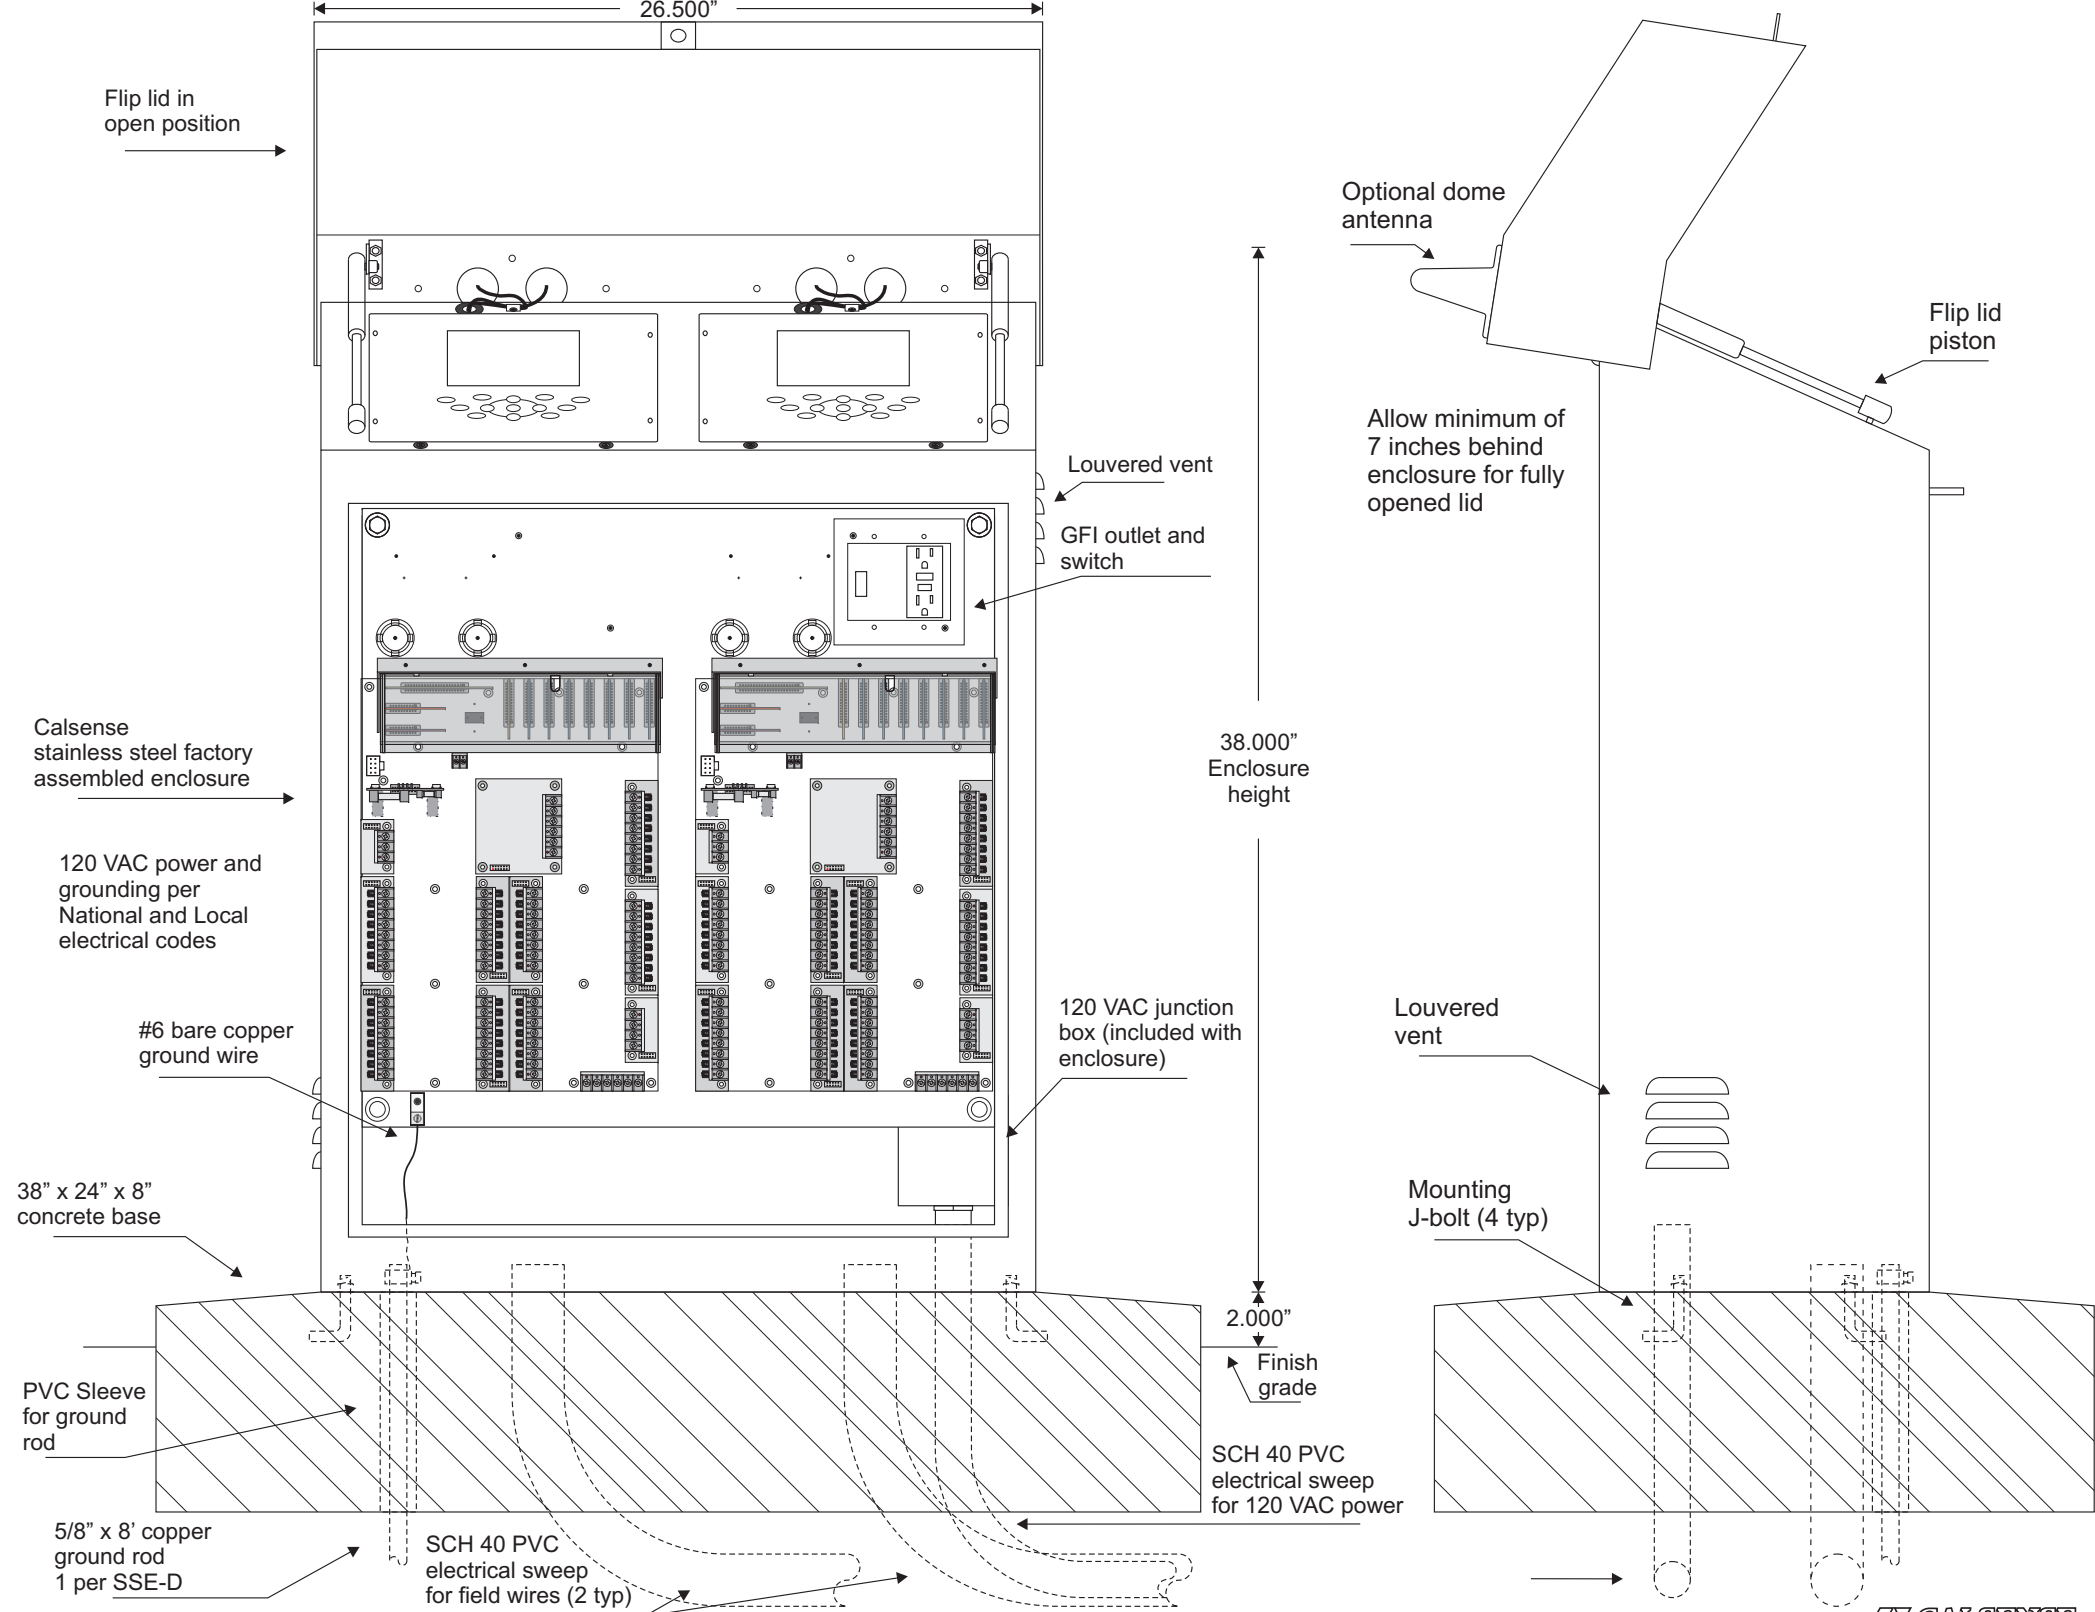 26.500”
Flip lid in
open position
Optional dome
antenna
Flip lid
piston
Allow minimum of
7 inches behind
enclosure for fully
opened lid
Louvered vent
GFI outlet and
switch
Calsense
stainless steel factory
assembled enclosure
38.000”
Enclosure
height
120 VAC power and
grounding per
National and Local
electrical codes
#6 bare copper
ground wire
120 VAC junction
box (included with
enclosure)
Louvered
vent
38” x 24” x 8”
concrete base
Mounting
J-bolt (4 typ)
2.000”
Finish
grade
PVC Sleeve
for ground
rod
SCH 40 PVC
electrical sweep
for 120 VAC power
5/8” x 8’ copper
ground rod
1 per SSE-D
SCH 40 PVC
electrical sweep
for field wires (2 typ)